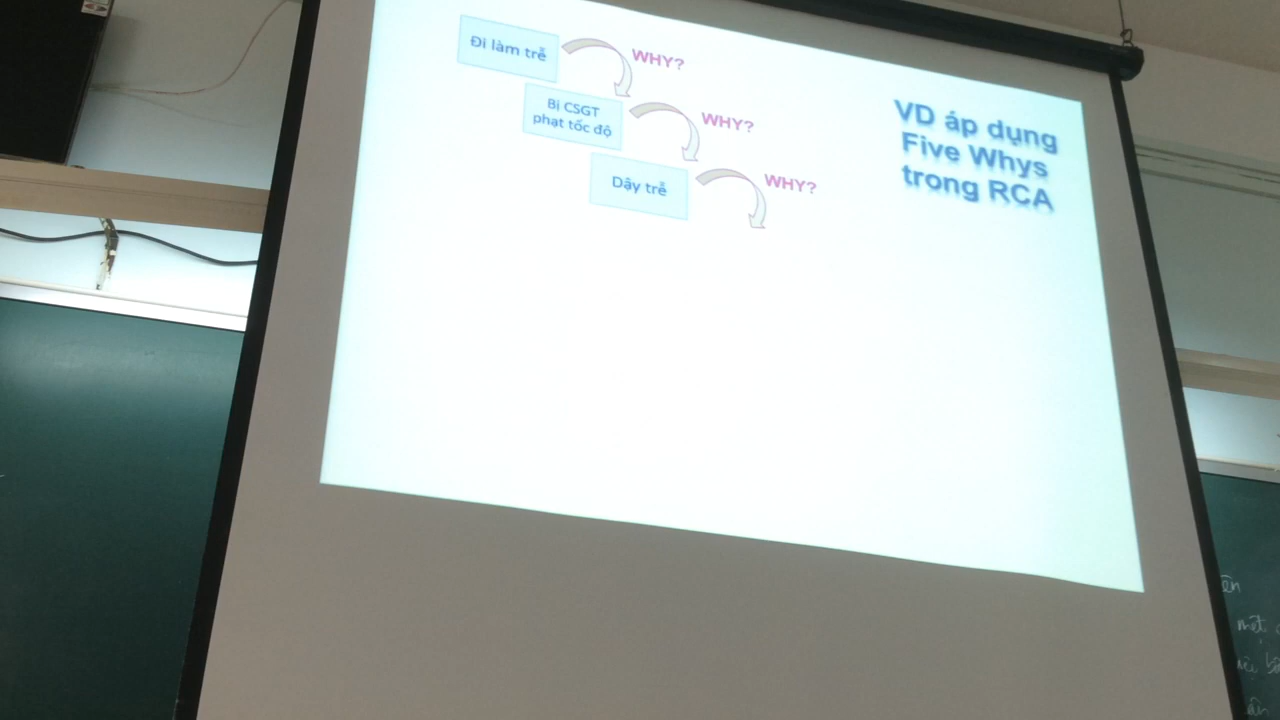 Đi làm trễ
WHY?
Bị CSGT
phạt tốc độ
WHY?
Dậy trễ
WHY?
VD áp dụng
Five Whys
trong RCA